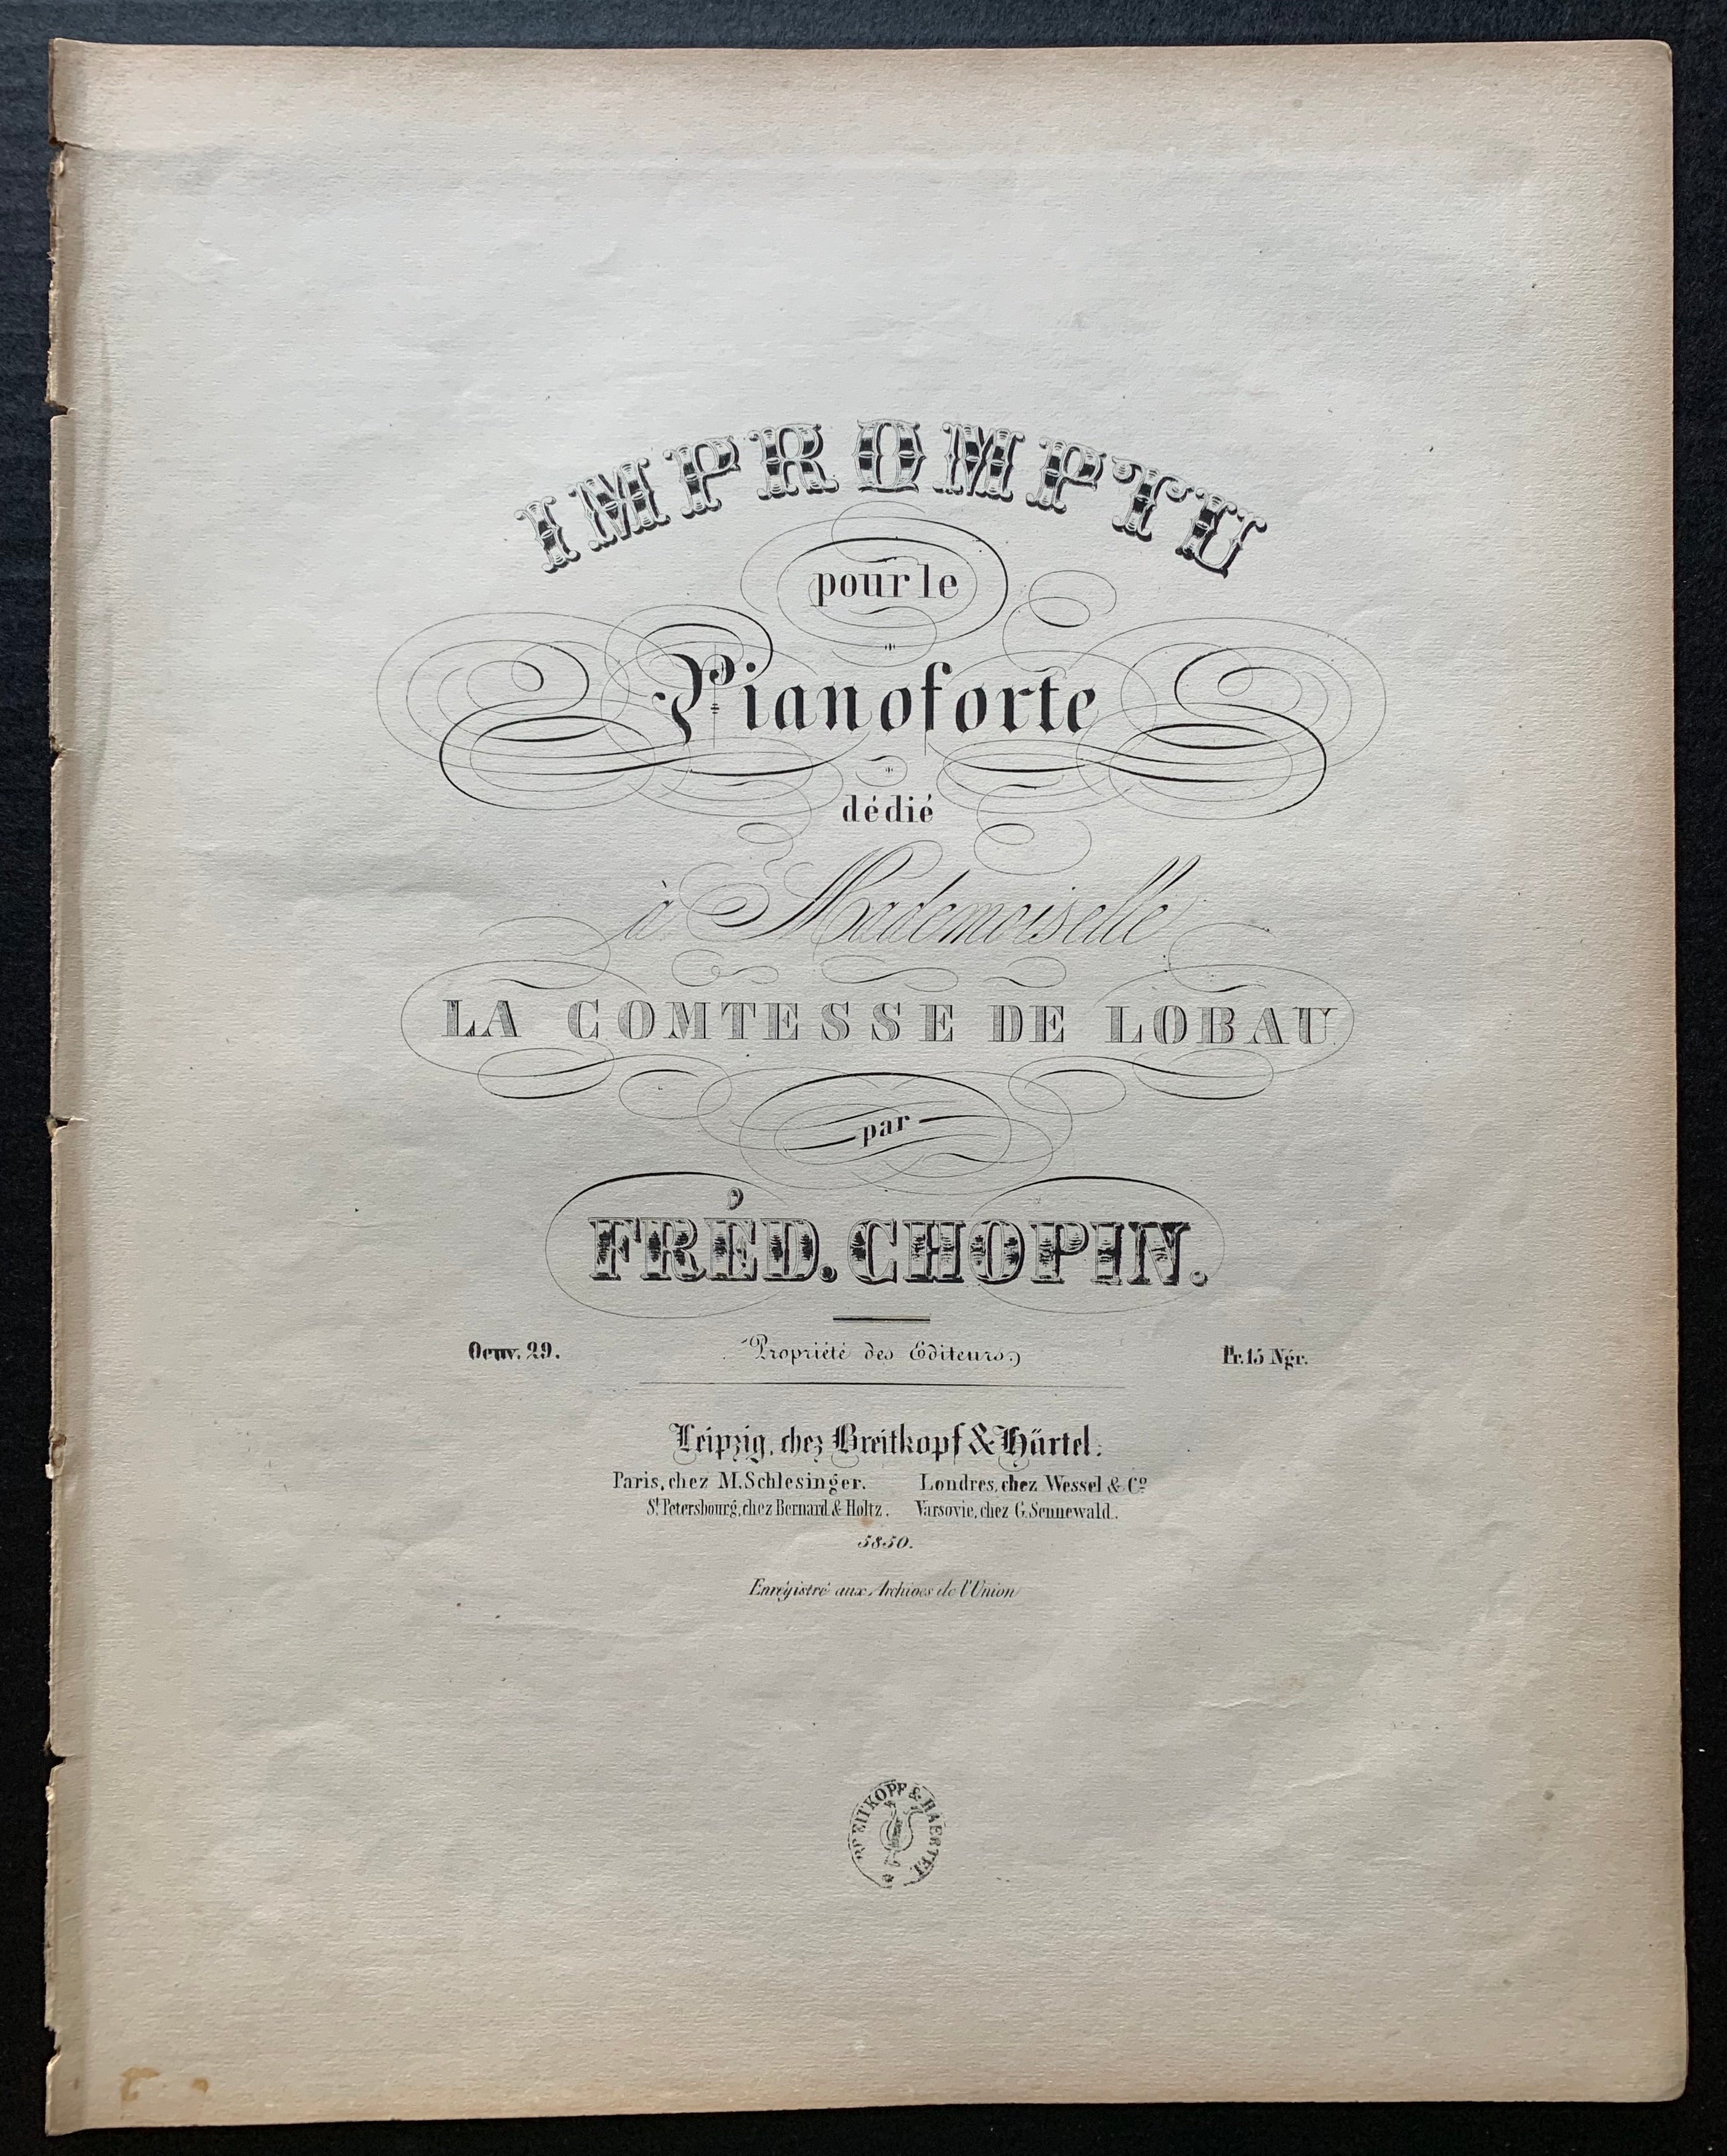 IMPROMPTU
pour le
Pianoforte
dédié
à Mademoiselle
LA COMTESSE DE LOBAU
par
FRÉD. CHOPIN.
Oeuv. 29. Propriété des Editeurs. Pr. 15 Ngr.
Leipzig, chez Breitkopf & Härtel.
Paris, chez M. Schlesinger. Londres, chez Wessel & Co.
St. Petersbourg, chez Bernard & Holtz. Varsovie, chez G. Sennewald.
5850.
Enrégistré aux Archives de l'Union
BREITKOPF & HAERTEL